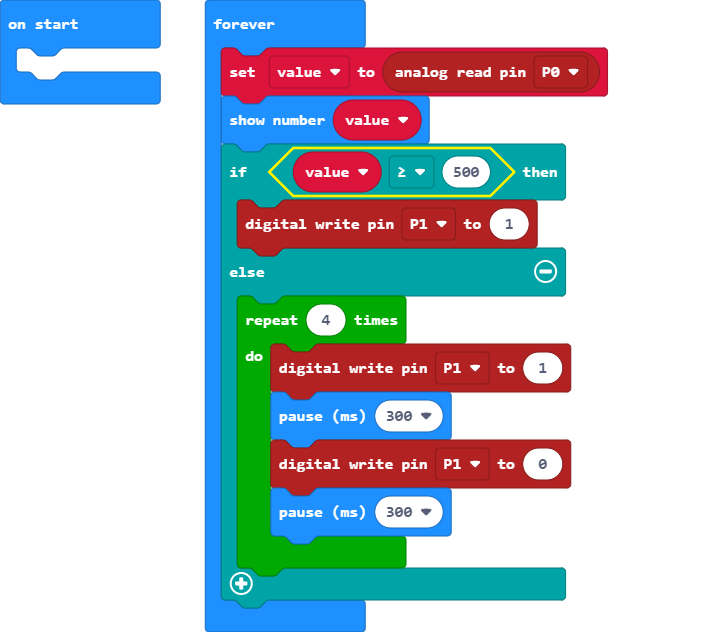 on start
forever
set value to analog read pin P0
show number value
if value ≥ 500 then
digital write pin P1 to 1
else
repeat 4 times
do
digital write pin P1 to 1
pause (ms) 300
digital write pin P1 to 0
pause (ms) 300